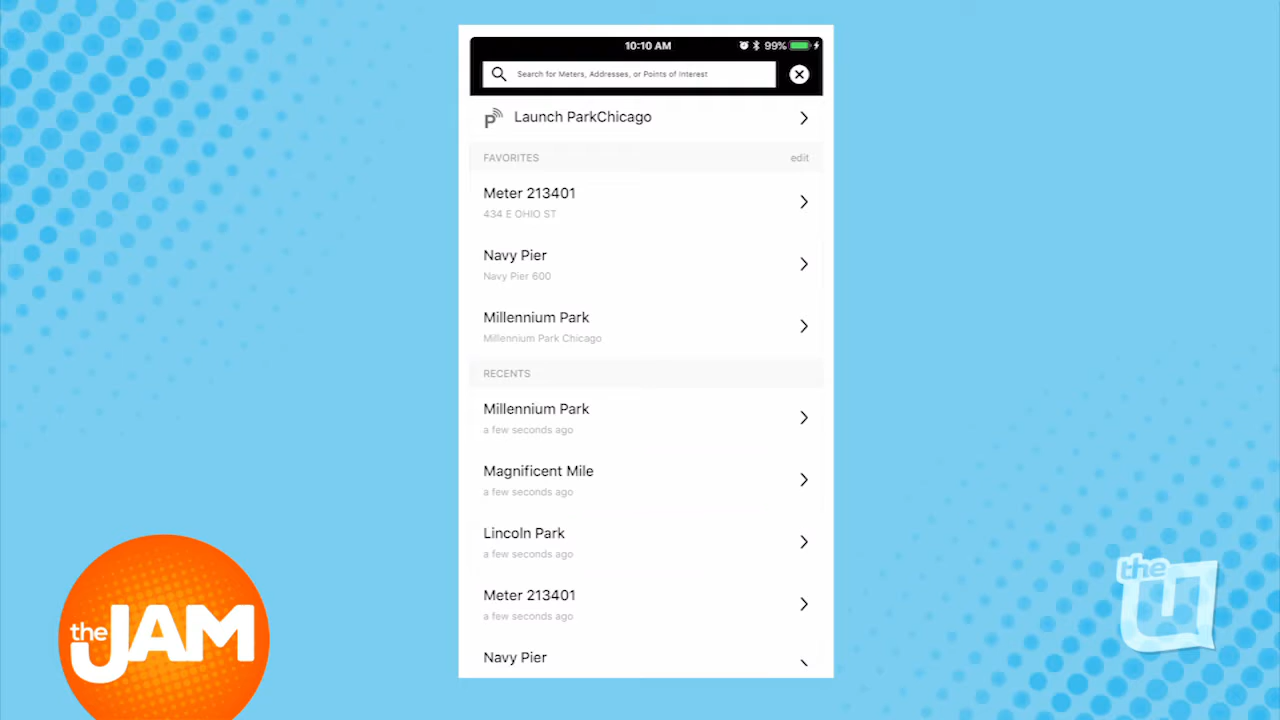 10:10 AM
99%
Search for Meters, Addresses, or Points of Interest
Launch ParkChicago
FAVORITES
edit
Meter 213401
434 E OHIO ST
Navy Pier
Navy Pier 600
Millennium Park
Millennium Park Chicago
RECENTS
Millennium Park
a few seconds ago
Magnificent Mile
a few seconds ago
Lincoln Park
a few seconds ago
Meter 213401
a few seconds ago
Navy Pier
the
JAM
the
U